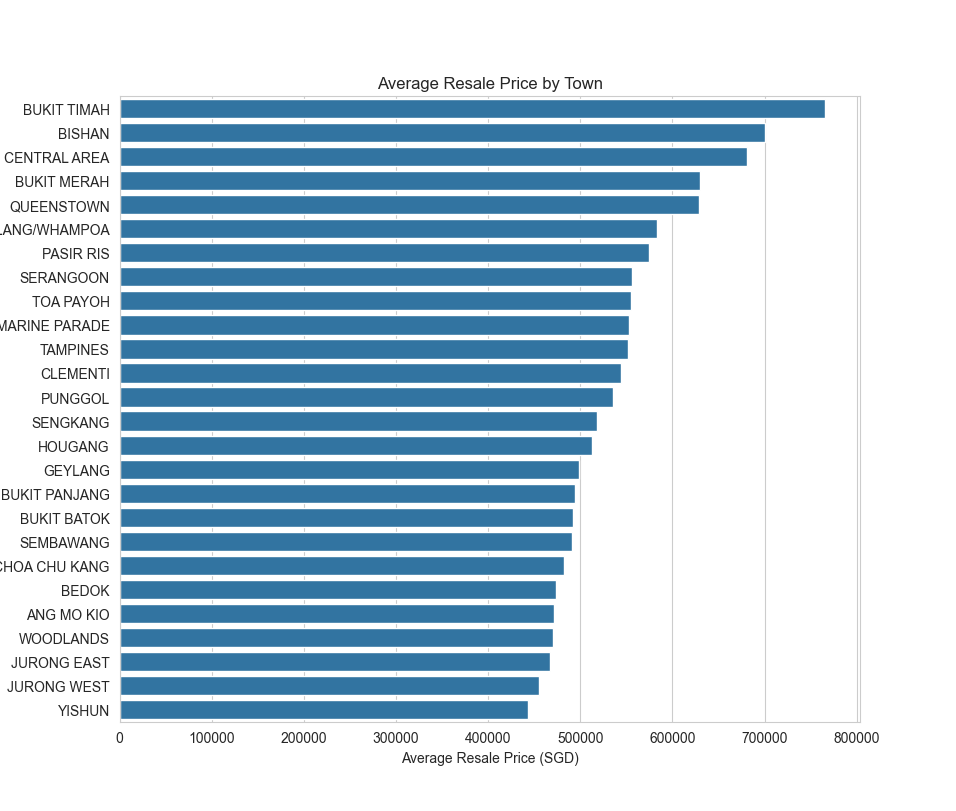 Average Resale Price by Town
BUKIT TIMAH
BISHAN
CENTRAL AREA
BUKIT MERAH
QUEENSTOWN
LANG/WHAMPOA
PASIR RIS
SERANGOON
TOA PAYOH
MARINE PARADE
TAMPINES
CLEMENTI
PUNGGOL
SENGKANG
HOUGANG
GEYLANG
BUKIT PANJANG
BUKIT BATOK
SEMBAWANG
CHOA CHU KANG
BEDOK
ANG MO KIO
WOODLANDS
JURONG EAST
JURONG WEST
YISHUN
0 100000 200000 300000 400000 500000 600000 700000 800000
Average Resale Price (SGD)